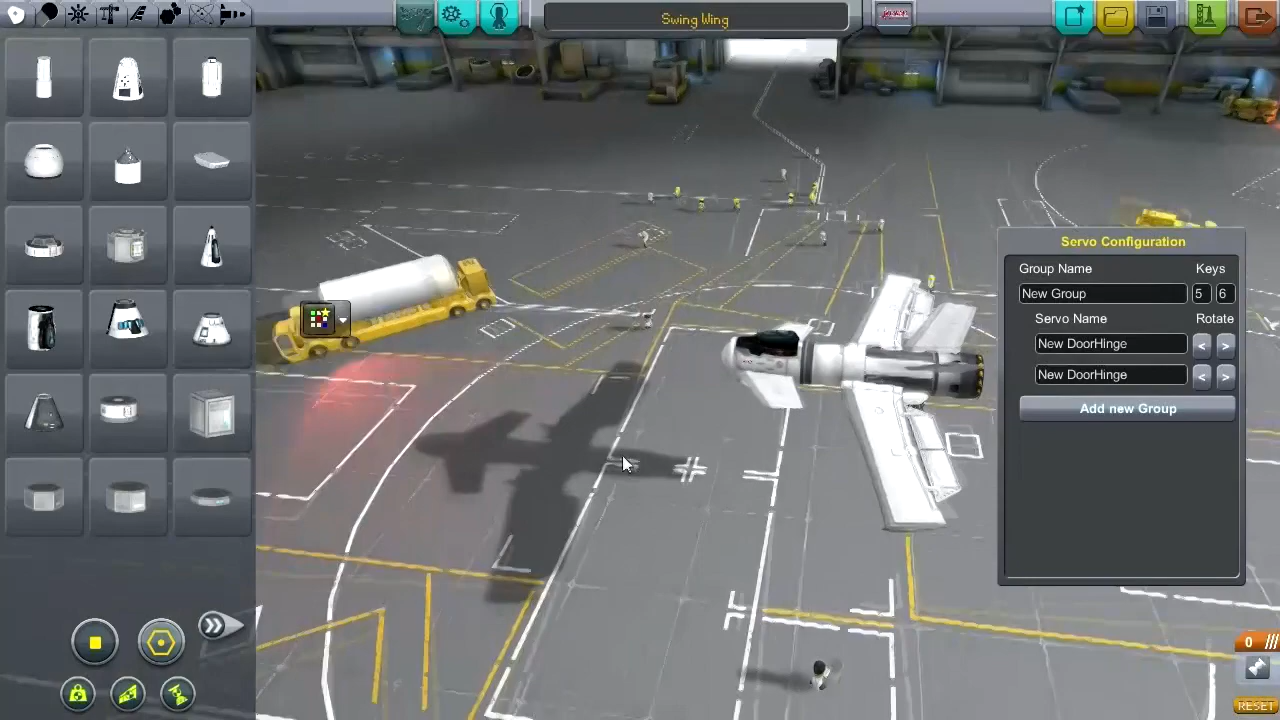 Swing Wing
Servo Configuration
Group Name Keys
New Group 5 6
Servo Name Rotate
New DoorHinge < >
New DoorHinge < >
Add new Group
0
RESET